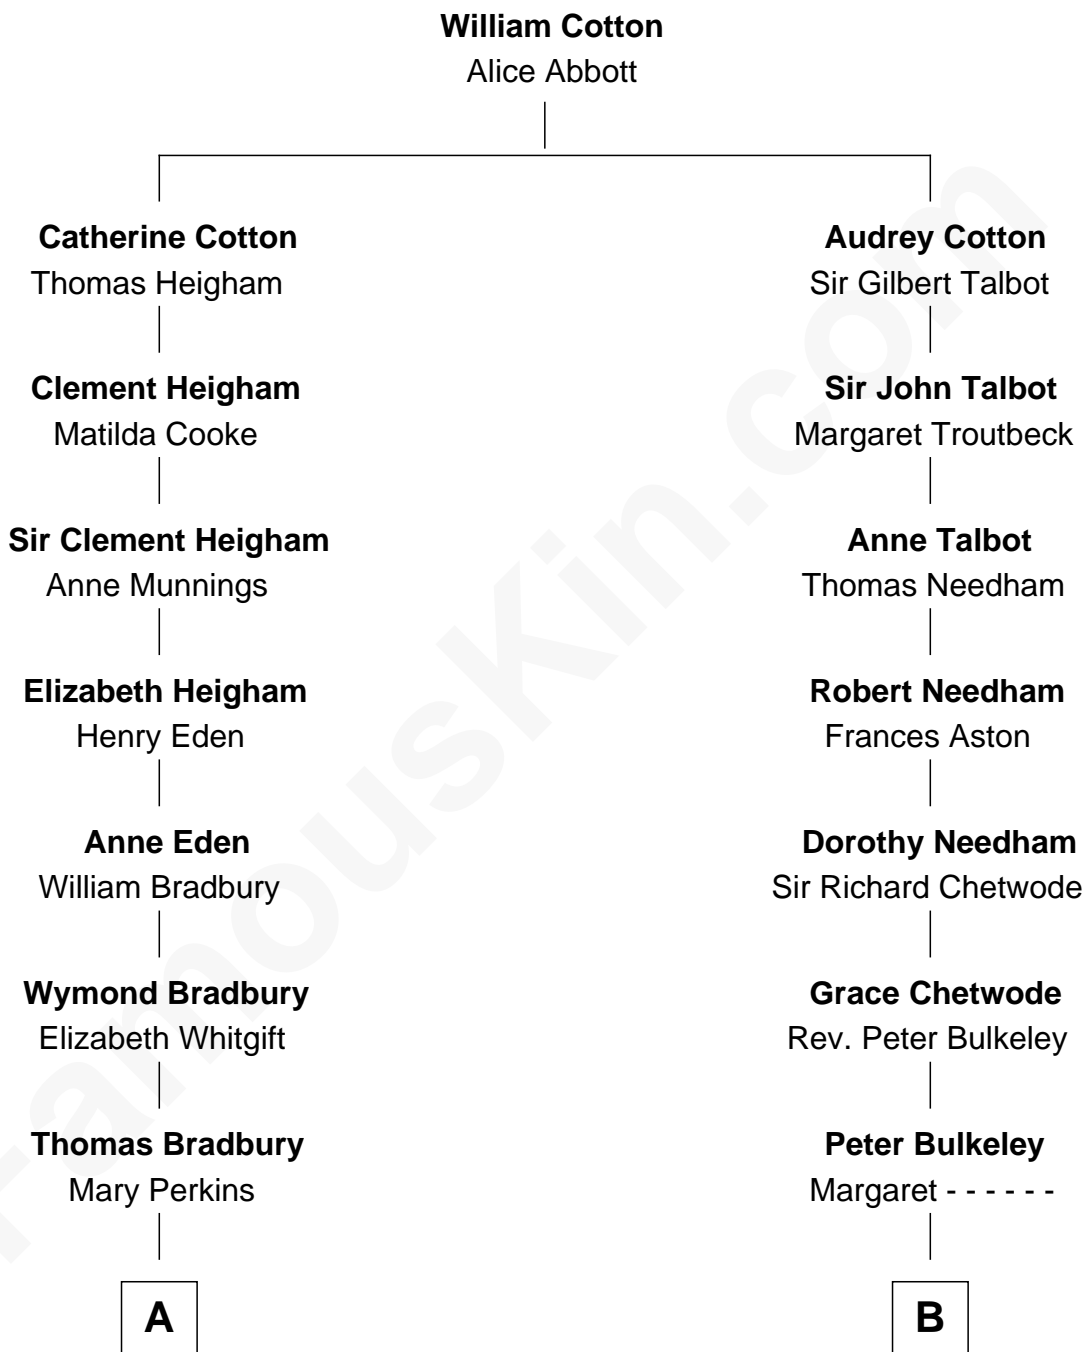 William Cotton
Alice Abbott
Catherine Cotton
Thomas Heigham
Clement Heigham
Matilda Cooke
Sir Clement Heigham
Anne Munnings
Elizabeth Heigham
Henry Eden
Anne Eden
William Bradbury
Wymond Bradbury
Elizabeth Whitgift
Thomas Bradbury
Mary Perkins
A
Audrey Cotton
Sir Gilbert Talbot
Sir John Talbot
Margaret Troutbeck
Anne Talbot
Thomas Needham
Robert Needham
Frances Aston
Dorothy Needham
Sir Richard Chetwode
Grace Chetwode
Rev. Peter Bulkeley
Peter Bulkeley
Margaret - - - - - -
B
FamousKin.com